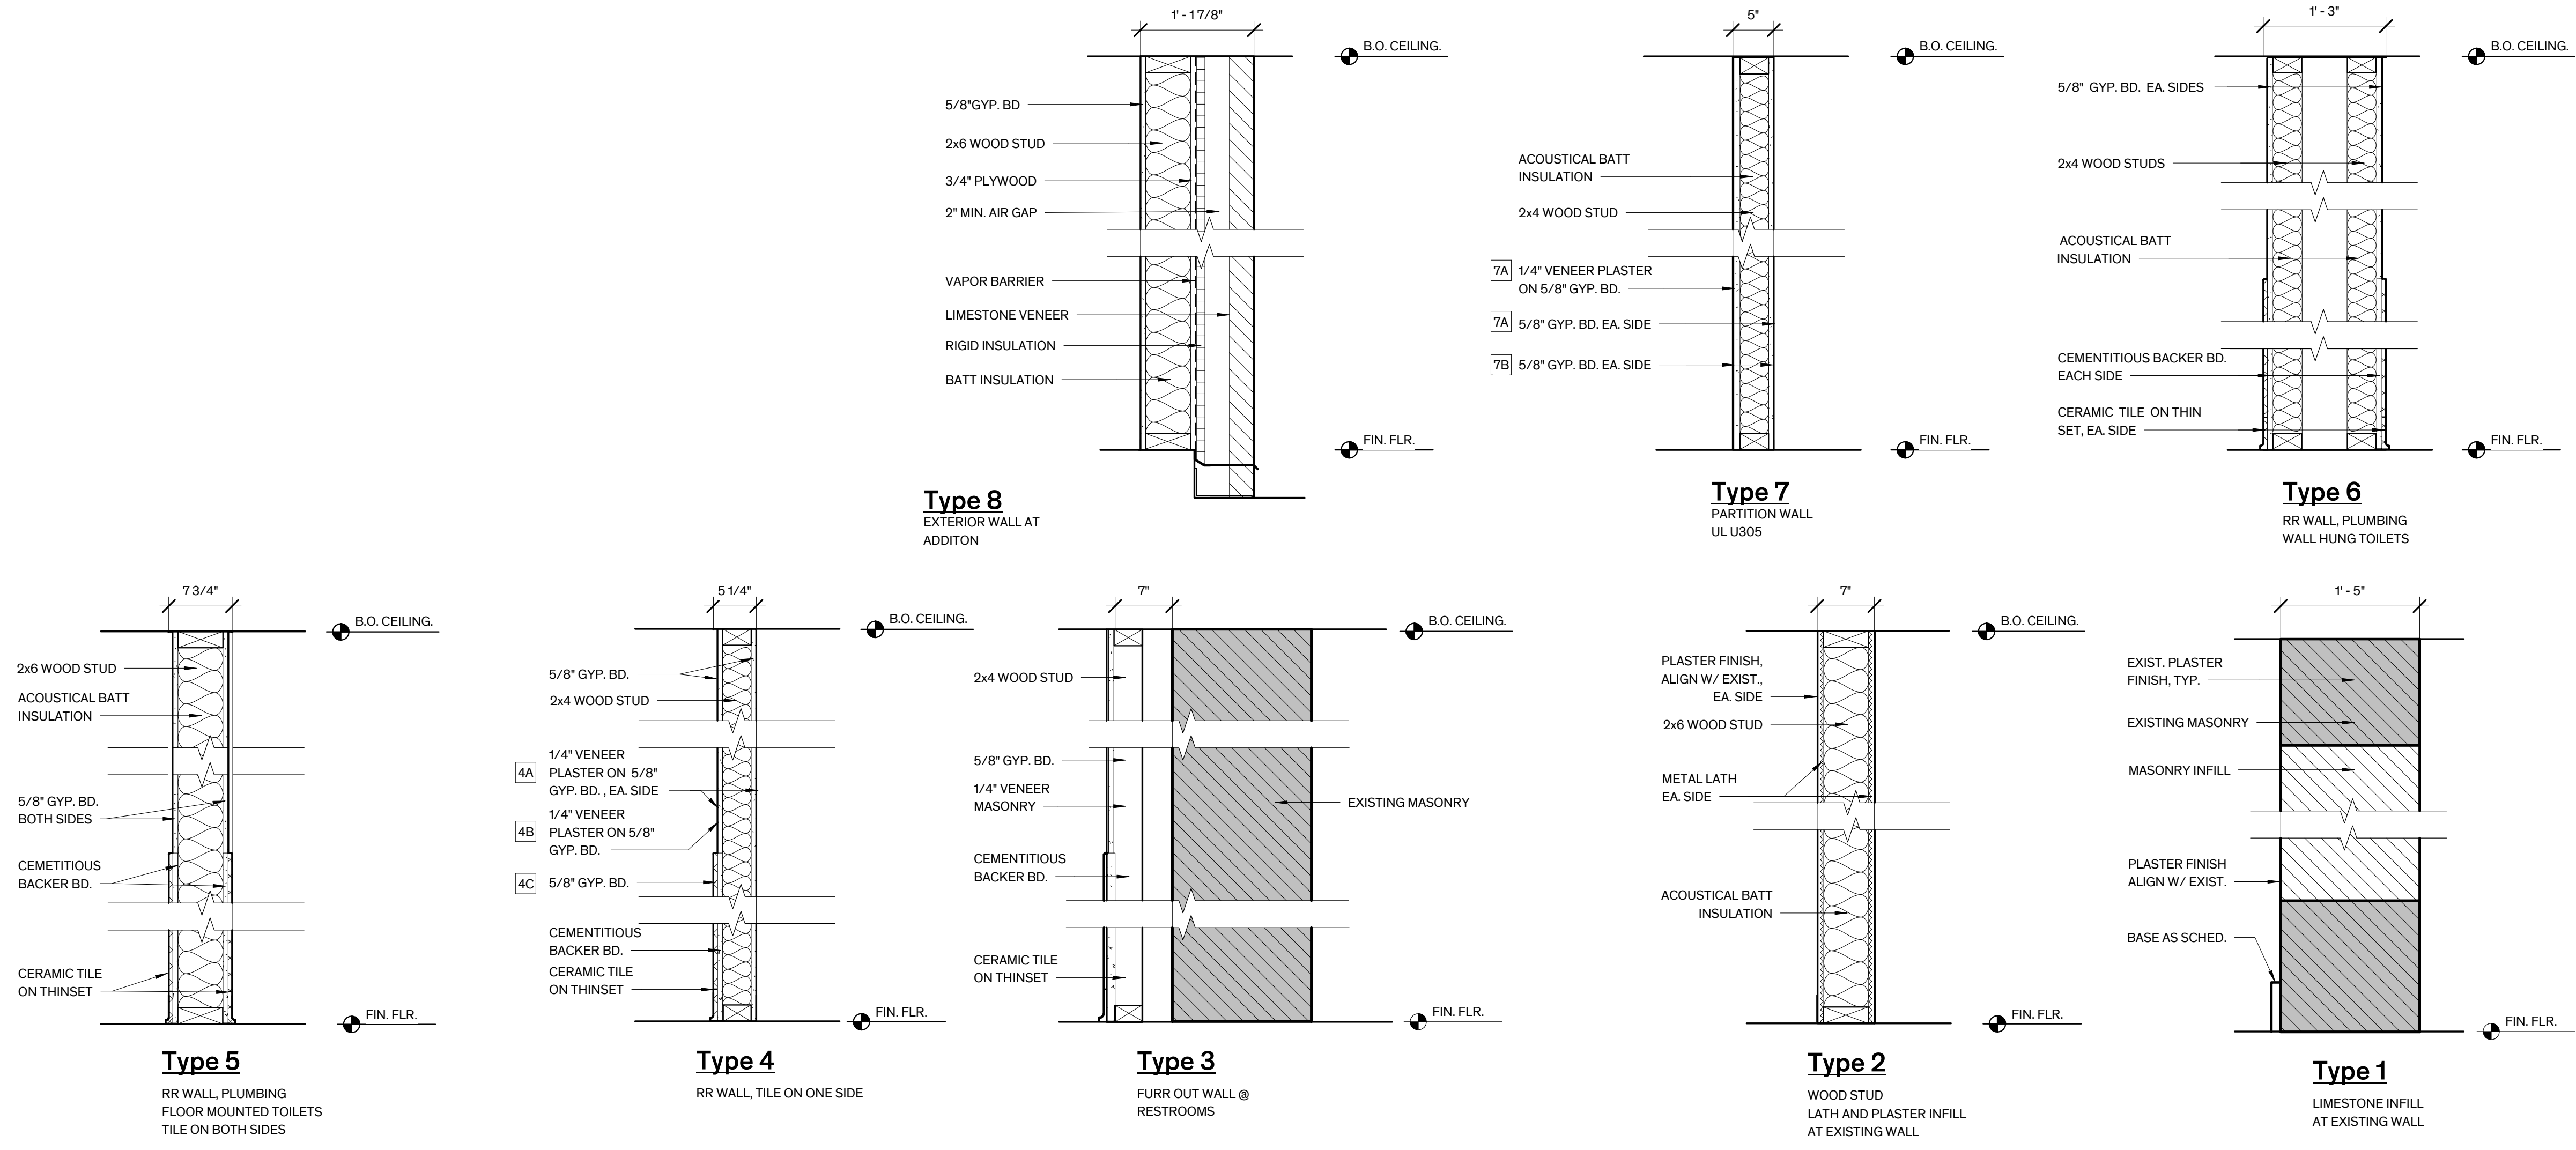 1' - 1 7/8"
B.O. CEILING.
5/8"GYP. BD
2x6 WOOD STUD
3/4" PLYWOOD
2" MIN. AIR GAP
VAPOR BARRIER
LIMESTONE VENEER
RIGID INSULATION
BATT INSULATION
FIN. FLR.
Type 8
EXTERIOR WALL AT
ADDITON
5"
B.O. CEILING.
ACOUSTICAL BATT
INSULATION
2x4 WOOD STUD
7A 1/4" VENEER PLASTER
ON 5/8" GYP. BD.
7A 5/8" GYP. BD. EA. SIDE
7B 5/8" GYP. BD. EA. SIDE
FIN. FLR.
Type 7
PARTITION WALL
UL U305
1' - 3"
B.O. CEILING.
5/8" GYP. BD. EA. SIDES
2x4 WOOD STUDS
ACOUSTICAL BATT
INSULATION
CEMENTITIOUS BACKER BD.
EACH SIDE
CERAMIC TILE ON THIN
SET, EA. SIDE
FIN. FLR.
Type 6
RR WALL, PLUMBING
WALL HUNG TOILETS
7 3/4"
B.O. CEILING.
2x6 WOOD STUD
ACOUSTICAL BATT
INSULATION
5/8" GYP. BD.
BOTH SIDES
CEMETITIOUS
BACKER BD.
CERAMIC TILE
ON THINSET
FIN. FLR.
Type 5
RR WALL, PLUMBING
FLOOR MOUNTED TOILETS
TILE ON BOTH SIDES
5 1/4"
B.O. CEILING.
5/8" GYP. BD.
2x4 WOOD STUD
1/4" VENEER
4A PLASTER ON 5/8"
GYP. BD. , EA. SIDE
1/4" VENEER
4B PLASTER ON 5/8"
GYP. BD.
4C 5/8" GYP. BD.
CEMENTITIOUS
BACKER BD.
CERAMIC TILE
ON THINSET
FIN. FLR.
Type 4
RR WALL, TILE ON ONE SIDE
7"
B.O. CEILING.
2x4 WOOD STUD
5/8" GYP. BD.
1/4" VENEER
MASONRY
EXISTING MASONRY
CEMENTITIOUS
BACKER BD.
CERAMIC TILE
ON THINSET
FIN. FLR.
Type 3
FURR OUT WALL @
RESTROOMS
7"
B.O. CEILING.
PLASTER FINISH,
ALIGN W/ EXIST.,
EA. SIDE
2x6 WOOD STUD
METAL LATH
EA. SIDE
ACOUSTICAL BATT
INSULATION
FIN. FLR.
Type 2
WOOD STUD
LATH AND PLASTER INFILL
AT EXISTING WALL
1' - 5"
EXIST. PLASTER
FINISH, TYP.
EXISTING MASONRY
MASONRY INFILL
PLASTER FINISH
ALIGN W/ EXIST.
BASE AS SCHED.
FIN. FLR.
Type 1
LIMESTONE INFILL
AT EXISTING WALL